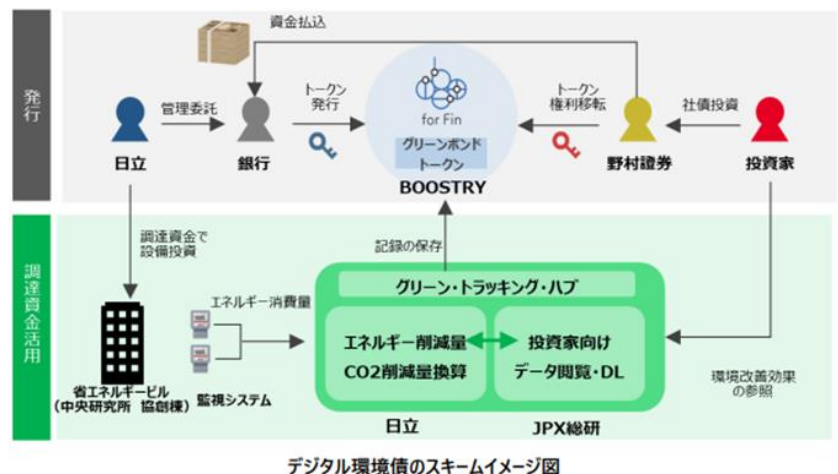 資金払込
発行
管理委託
トークン
発行
for Fin
グリーンボンド
トークン
BOOSTRY
トークン
権利移転
社債投資
日立
銀行
野村證券
投資家
調達資金活用
調達資金で
設備投資
記録の保存
エネルギー消費量
グリーン・トラッキング・ハブ
エネルギー削減量
CO2削減量換算
投資家向け
データ閲覧・DL
環境改善効果
の参照
省エネルギービル
(中央研究所 協創棟)
監視システム
日立
JPX総研
デジタル環境債のスキームイメージ図